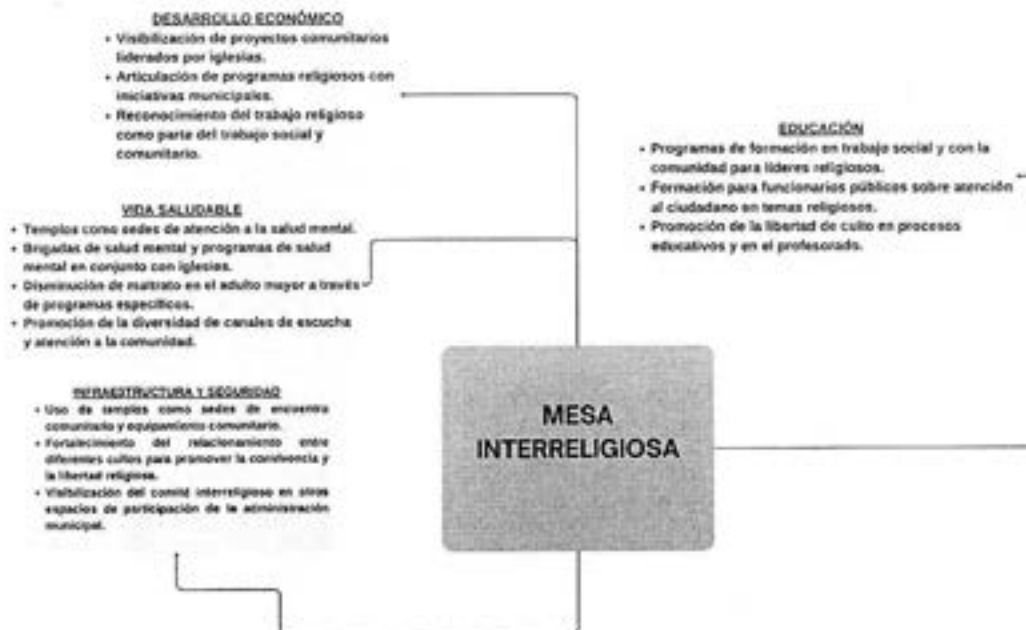 DESARROLLO ECONÓMICO
• Visibilización de proyectos comunitarios
liderados por iglesias.
• Articulación de programas religiosos con
iniciativas municipales.
• Reconocimiento del trabajo religioso
como parte del trabajo social y
comunitario.
VIDA SALUDABLE
• Templos como sedes de atención a la salud mental.
• Brigadas de salud mental y programas de salud
mental en conjunto con iglesias.
• Disminución de maltrato en el adulto mayor a través
de programas específicos.
• Promoción de la diversidad de canales de escucha
y atención a la comunidad.
INFRAESTRUCTURA Y SEGURIDAD
• Uso de templos como sedes de encuentro
comunitario y equipamiento comunitario.
• Fortalecimiento del relacionamiento entre
diferentes cultos para promover la convivencia y
la libertad religiosa.
• Visibilización del comité interreligioso en otros
espacios de participación de la administración
municipal.
EDUCACIÓN
• Programas de formación en trabajo social y con la
comunidad para líderes religiosos.
• Formación para funcionarios públicos sobre atención
al ciudadano en temas religiosos.
• Promoción de la libertad de culto en procesos
educativos y en el profesorado.
MESA
INTERRELIGIOSA